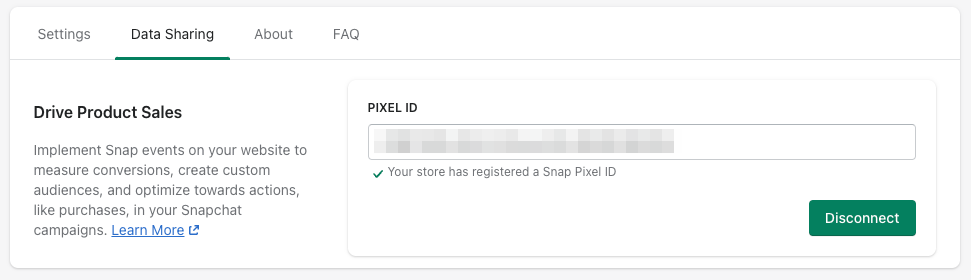 Settings Data Sharing About FAQ
Drive Product Sales
Implement Snap events on your website to
measure conversions, create custom
audiences, and optimize towards actions,
like purchases, in your Snapchat
campaigns. Learn More
PIXEL ID
Your store has registered a Snap Pixel ID
Disconnect